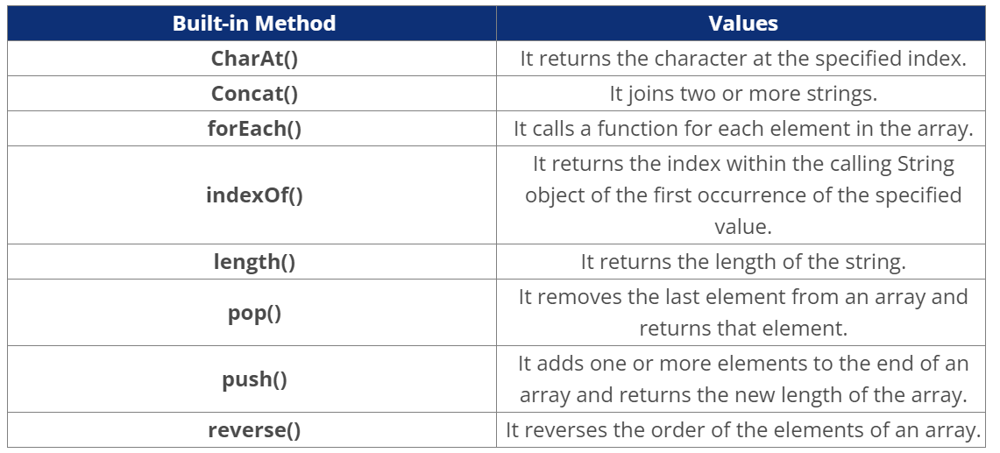 Built-in Method Values
CharAt() It returns the character at the specified index.
Concat() It joins two or more strings.
forEach() It calls a function for each element in the array.
indexOf() It returns the index within the calling String
object of the first occurrence of the specified
value.
length() It returns the length of the string.
pop() It removes the last element from an array and
returns that element.
push() It adds one or more elements to the end of an
array and returns the new length of the array.
reverse() It reverses the order of the elements of an array.